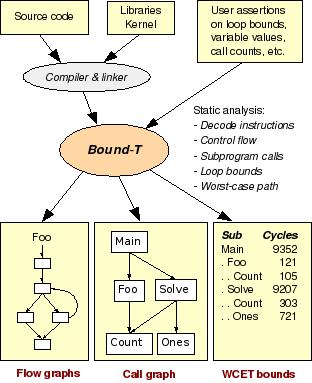 Source code
Libraries
Kernel
User assertions
on loop bounds,
variable values,
call counts, etc.
Compiler & linker
Static analysis:
- Decode instructions
- Control flow
- Subprogram calls
- Loop bounds
- Worst-case path
Bound-T
Foo
Main
Foo Solve
Count Ones
Sub Cycles
Main 9352
. Foo 121
. . Count 105
. Solve 9207
. . Count 303
. . Ones 721
Flow graphs
Call graph
WCET bounds